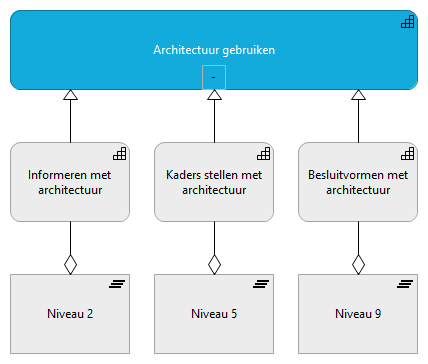 Architectuur gebruiken
-
Informeren met
architectuur
Kaders stellen met
architectuur
Besluitvormen met
architectuur
Niveau 2
Niveau 5
Niveau 9